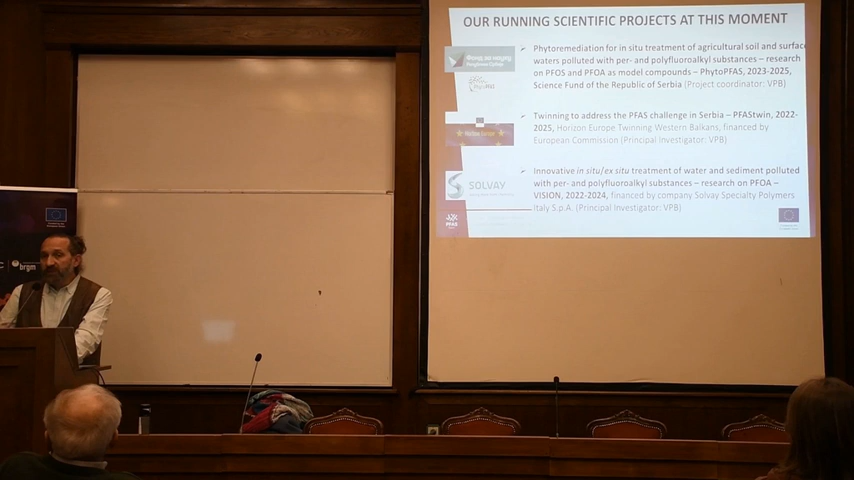 OUR RUNNING SCIENTIFIC PROJECTS AT THIS MOMENT
Phytoremediation for in situ treatment of agricultural soil and surface
waters polluted with per- and polyfluoroalkyl substances – research
on PFOS and PFOA as model compounds – PhytoPFAS, 2023-2025,
Science Fund of the Republic of Serbia (Project coordinator: VPB)
Twinning to address the PFAS challenge in Serbia – PFAStwin, 2022-
2025, Horizon Europe Twinning Western Balkans, financed by
European Commission (Principal Investigator: VPB)
Innovative in situ/ex situ treatment of water and sediment polluted
with per- and polyfluoroalkyl substances – research on PFOA –
VISION, 2022-2024, financed by company Solvay Specialty Polymers
Italy S.p.A. (Principal Investigator: VPB)
SOLVAY
PFAS
brgm